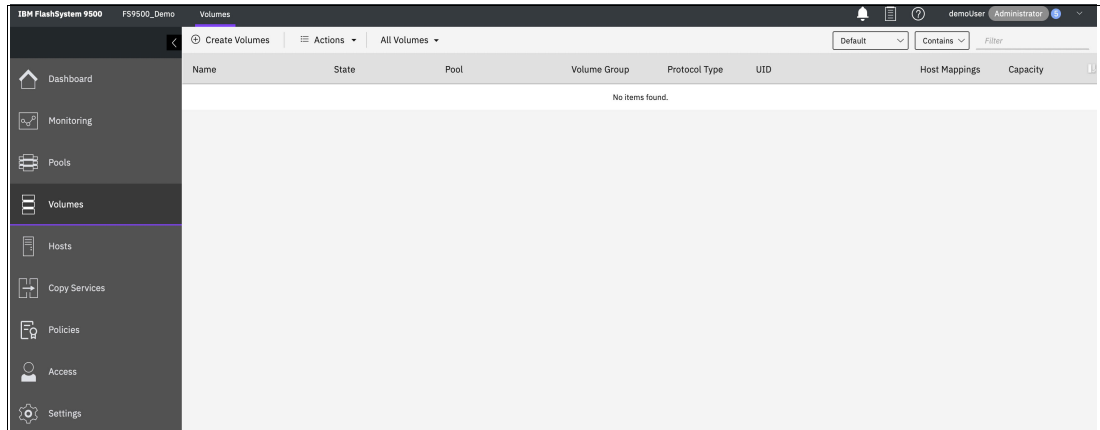 IBM FlashSystem 9500 FS9500_Demo Volumes demoUser Administrator S
Create Volumes Actions All Volumes Default Contains Filter
Name State Pool Volume Group Protocol Type UID Host Mappings Capacity
No items found.
Dashboard
Monitoring
Pools
Volumes
Hosts
Copy Services
Policies
Access
Settings